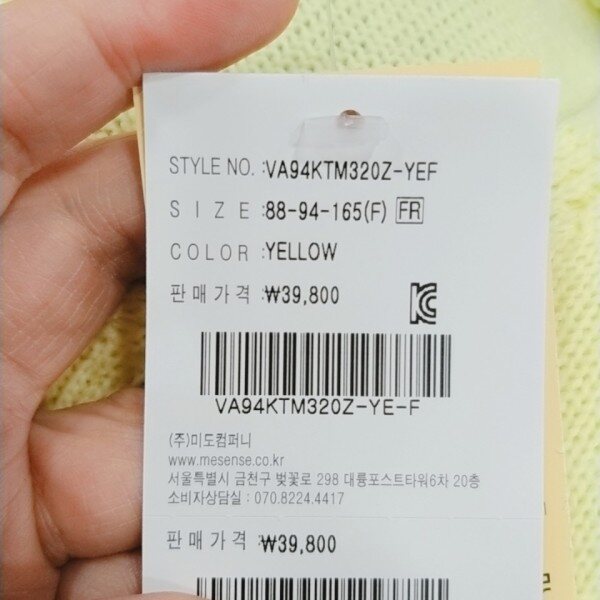 STYLE NO. :VA94KTM320Z-YEF
SIZE :88-94-165(F) FR
COLOR :YELLOW
판매가격 :₩39,800
KC
VA94KTM320Z-YE-F
(주)미도컴퍼니
www.mesense.co.kr
서울특별시 금천구 벚꽃로 298 대륭포스트타워6차 20층
소비자상담실 : 070.8224.4417
판매가격 :₩39,800